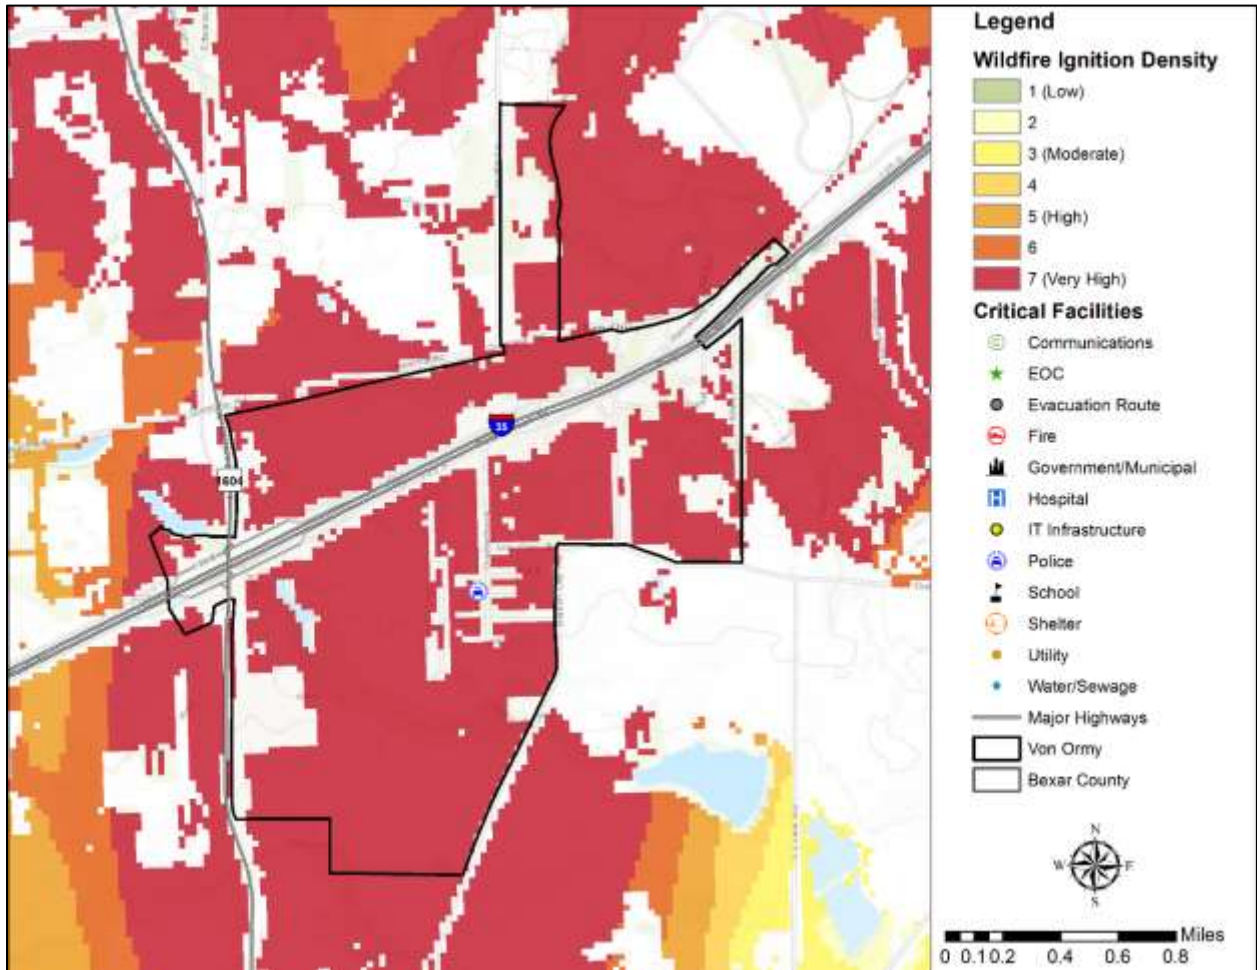 Legend
Wildfire Ignition Density
1 (Low)
2
3 (Moderate)
4
5 (High)
6
7 (Very High)
Critical Facilities
C Communications
EOC
Evacuation Route
Fire
Government/Municipal
H Hospital
IT Infrastructure
Police
School
Shelter
Utility
Water/Sewage
Major Highways
Von Ormy
Bexar County
N
W E
S
Miles
0 0.1 0.2 0.4 0.6 0.8
35
1604